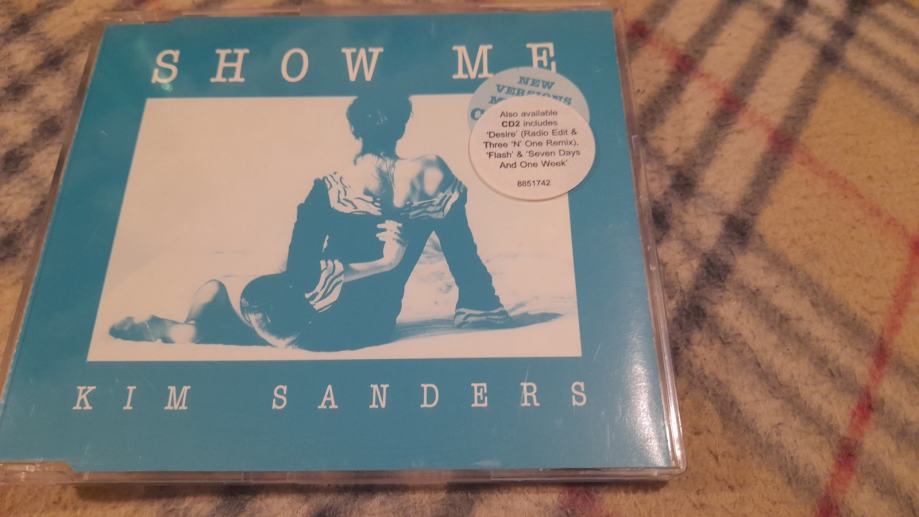 SHOW ME
NEW
VERSIONS
Also available
CD2 includes
'Desire' (Radio Edit &
Three 'N' One Remix),
'Flash' & 'Seven Days
And One Week'
8851742
KIM SANDERS